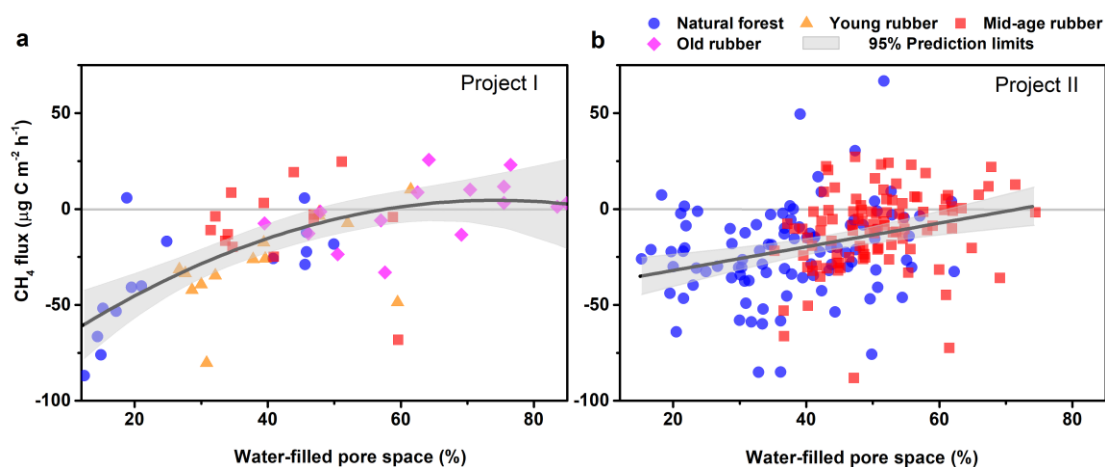 Natural forest Young rubber Mid-age rubber
Old rubber 95% Prediction limits
a
b
Project I
Project II
CH₄ flux (µg C m⁻² h⁻¹)
50
0
-50
-100
20 40 60 80
Water-filled pore space (%)
50
0
-50
-100
20 40 60 80
Water-filled pore space (%)